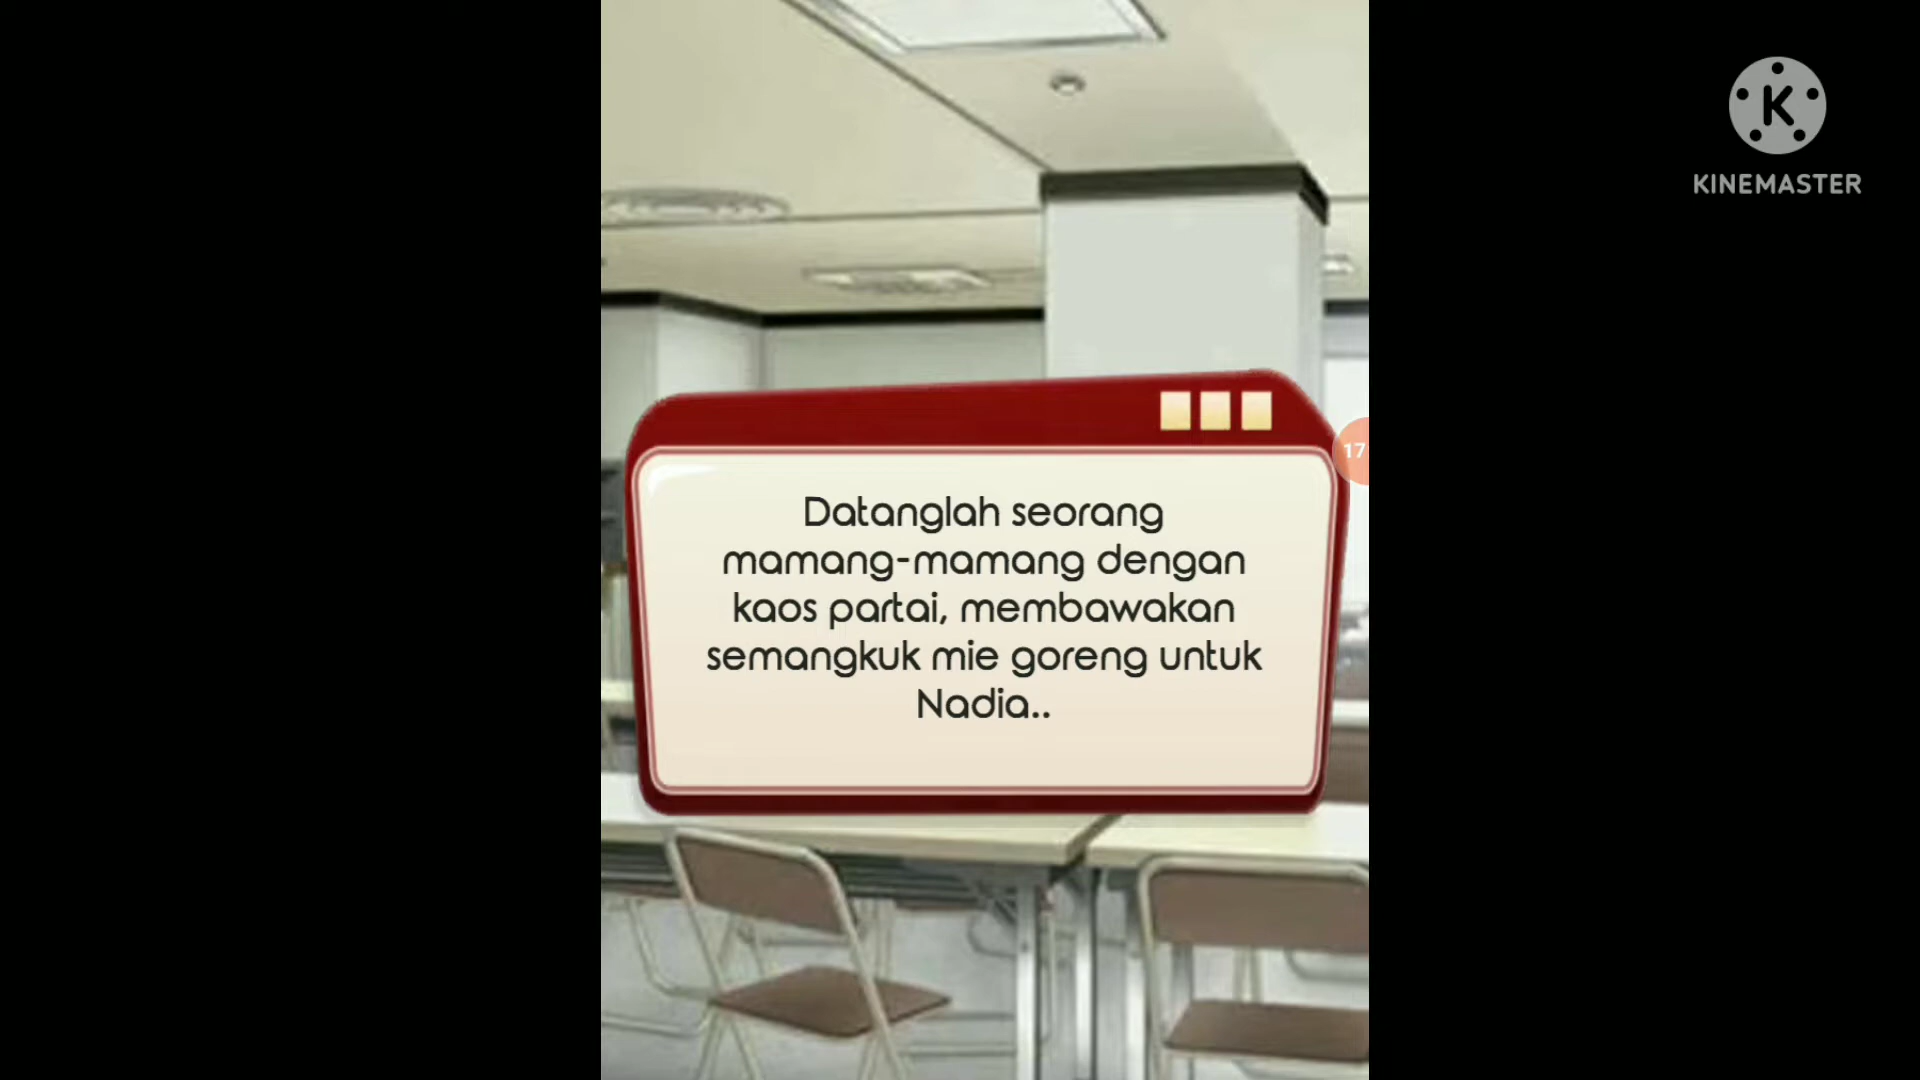 KINEMASTER
17
Datanglah seorang
mamang-mamang dengan
kaos partai, membawakan
semangkuk mie goreng untuk
Nadia..